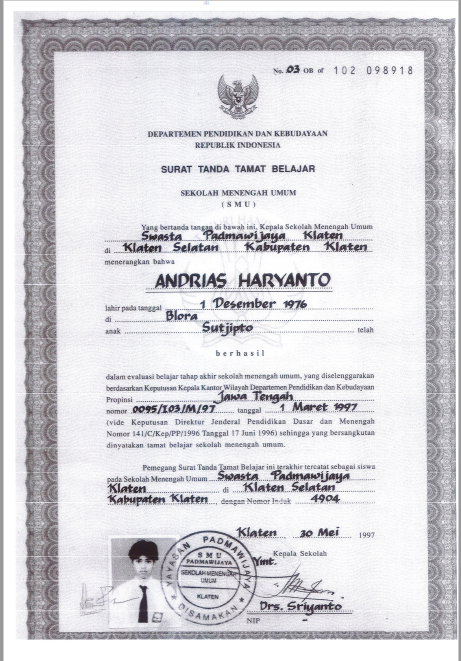 No. 03 OB of 102 098918
DEPARTEMEN PENDIDIKAN DAN KEBUDAYAAN
REPUBLIK INDONESIA
SURAT TANDA TAMAT BELAJAR
SEKOLAH MENENGAH UMUM
( S M U )
Yang bertanda tangan di bawah ini, Kepala Sekolah Menengah Umum
Swasta Padmawijaya Klaten
di Klaten Selatan Kabupaten Klaten
menerangkan bahwa
ANDRIAS HARYANTO
lahir pada tanggal 1 Desember 1976
di Blora
anak Sutjipto telah
berhasil
dalam evaluasi belajar tahap akhir sekolah menengah umum, yang diselenggarakan
berdasarkan Keputusan Kepala Kantor Wilayah Departemen Pendidikan dan Kebudayaan
Propinsi Jawa Tengah
nomor 0095/I03/M/97 tanggal 1 Maret 1997
(vide Keputusan Direktur Jenderal Pendidikan Dasar dan Menengah
Nomor 141/C/Kep/PP/1996 Tanggal 17 Juni 1996) sehingga yang bersangkutan
dinyatakan tamat belajar sekolah menengah umum.
Pemegang Surat Tanda Tamat Belajar ini terakhir tercatat sebagai siswa
pada Sekolah Menengah Umum Swasta Padmawijaya
Klaten di Klaten Selatan
Kabupaten Klaten dengan Nomor Induk 4904
Klaten 30 Mei 1997
Kepala Sekolah
Ymt.
YAYASAN PADMAWIJAYA
S M U
PADMAWIJAYA
SEKOLAH MENENGAH
UMUM
KLATEN
DISAMAKAN
Drs. Sriyanto
NIP -